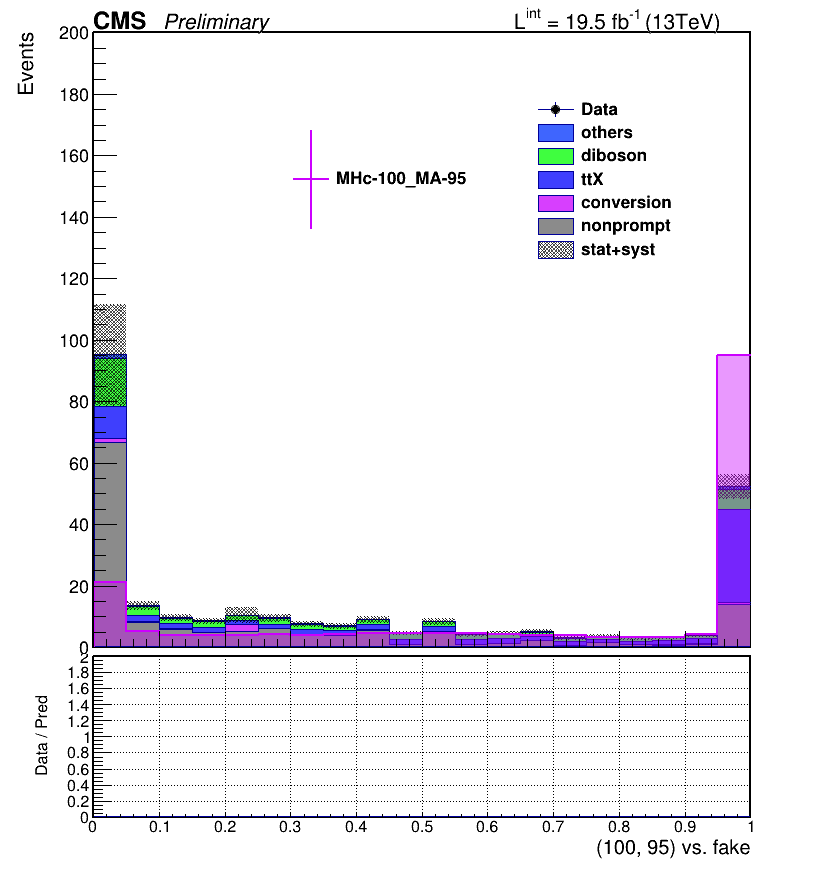 CMS Preliminary L^int = 19.5 fb^-1 (13TeV)
Events
200
180
160
140
120
100
80
60
40
20
0
MHc-100_MA-95
Data
others
diboson
ttX
conversion
nonprompt
stat+syst
Data / Pred
2
1.8
1.6
1.4
1.2
1
0.8
0.6
0.4
0.2
0
0 0.1 0.2 0.3 0.4 0.5 0.6 0.7 0.8 0.9 1
(100, 95) vs. fake